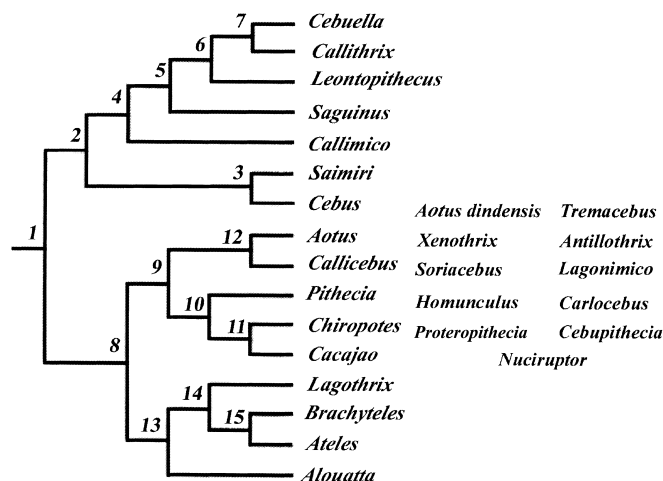 7 Cebuella
6 Callithrix
5 Leontopithecus
4 Saguinus
2 Callimico
3 Saimiri
Cebus
Aotus dindensis Tremacebus
1 12 Aotus Xenothrix Antillothrix
9 Callicebus Soriacebus Lagonimico
10 Pithecia Homunculus Carlocebus
8 11 Chiropotes Proteropithecia Cebupithecia
Cacajao Nuciruptor
14 Lagothrix
13 15 Brachyteles
Ateles
Alouatta